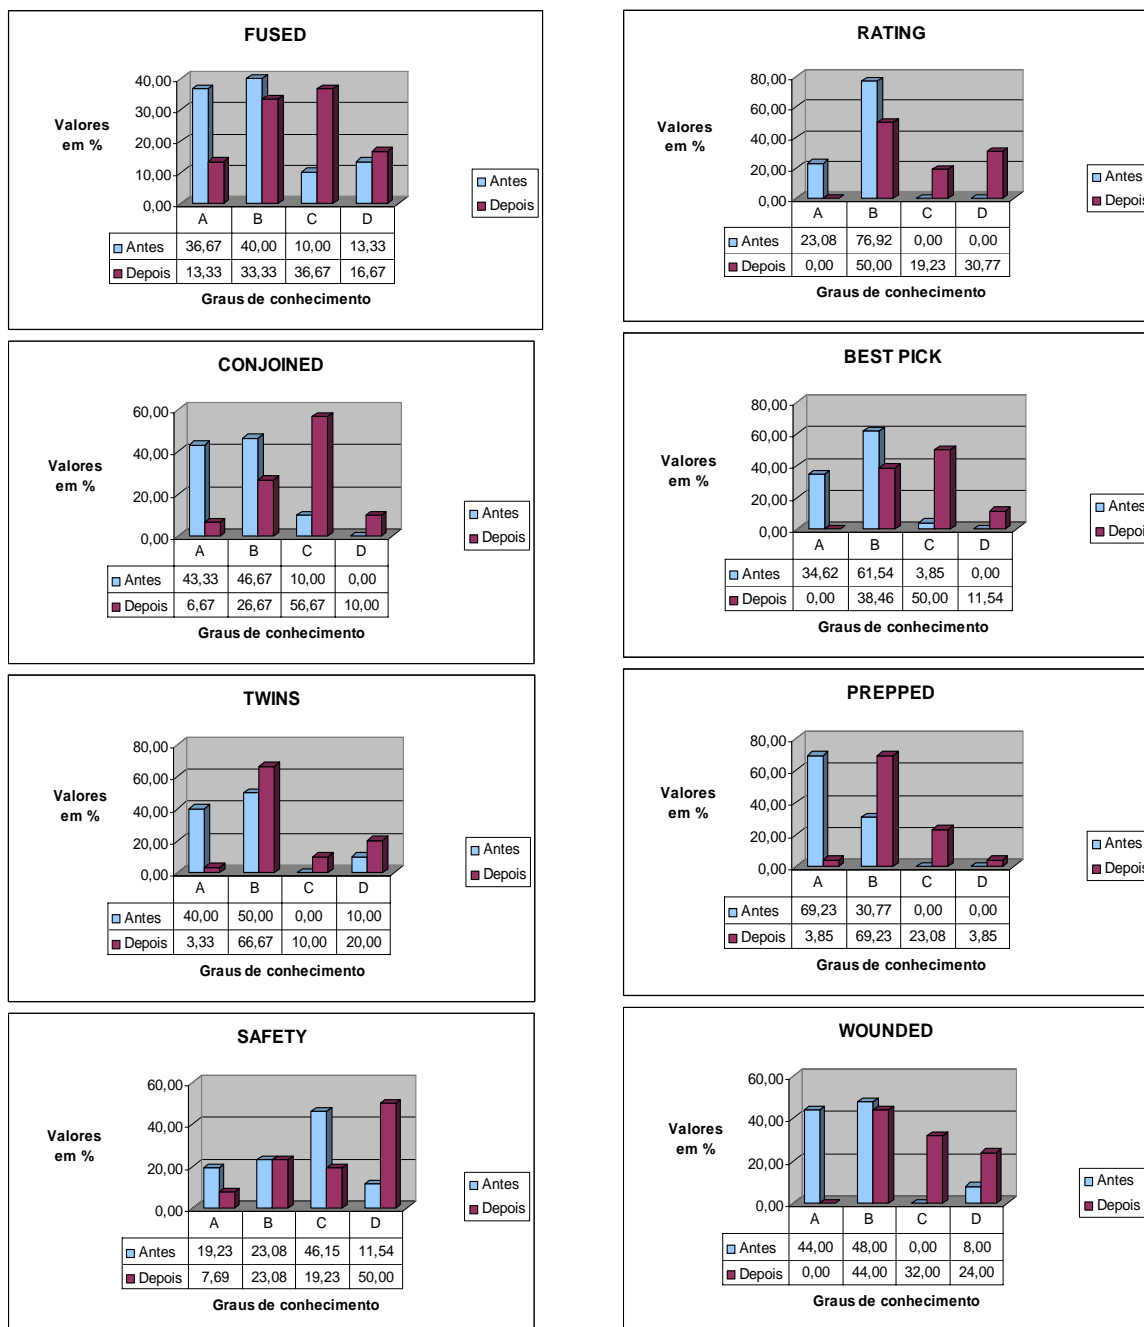 FUSED
40,00
30,00
20,00
10,00
0,00
Valores
em %
Antes
Depois
A B C D
Antes 36,67 40,00 10,00 13,33
Depois 13,33 33,33 36,67 16,67
Graus de conhecimento
RATING
80,00
60,00
40,00
20,00
0,00
Valores
em %
Antes
Depois
A B C D
Antes 23,08 76,92 0,00 0,00
Depois 0,00 50,00 19,23 30,77
Graus de conhecimento
CONJOINED
60,00
40,00
20,00
0,00
Valores
em %
Antes
Depois
A B C D
Antes 43,33 46,67 10,00 0,00
Depois 6,67 26,67 56,67 10,00
Graus de conhecimento
BEST PICK
80,00
60,00
40,00
20,00
0,00
Valores
em %
Antes
Depois
A B C D
Antes 34,62 61,54 3,85 0,00
Depois 0,00 38,46 50,00 11,54
Graus de conhecimento
TWINS
80,00
60,00
40,00
20,00
0,00
Valores
em %
Antes
Depois
A B C D
Antes 40,00 50,00 0,00 10,00
Depois 3,33 66,67 10,00 20,00
Graus de conhecimento
PREPPED
80,00
60,00
40,00
20,00
0,00
Valores
em %
Antes
Depois
A B C D
Antes 69,23 30,77 0,00 0,00
Depois 3,85 69,23 23,08 3,85
Graus de conhecimento
SAFETY
60,00
40,00
20,00
0,00
Valores
em %
Antes
Depois
A B C D
Antes 19,23 23,08 46,15 11,54
Depois 7,69 23,08 19,23 50,00
Graus de conhecimento
WOUNDED
60,00
40,00
20,00
0,00
Valores
em %
Antes
Depois
A B C D
Antes 44,00 48,00 0,00 8,00
Depois 0,00 44,00 32,00 24,00
Graus de conhecimento